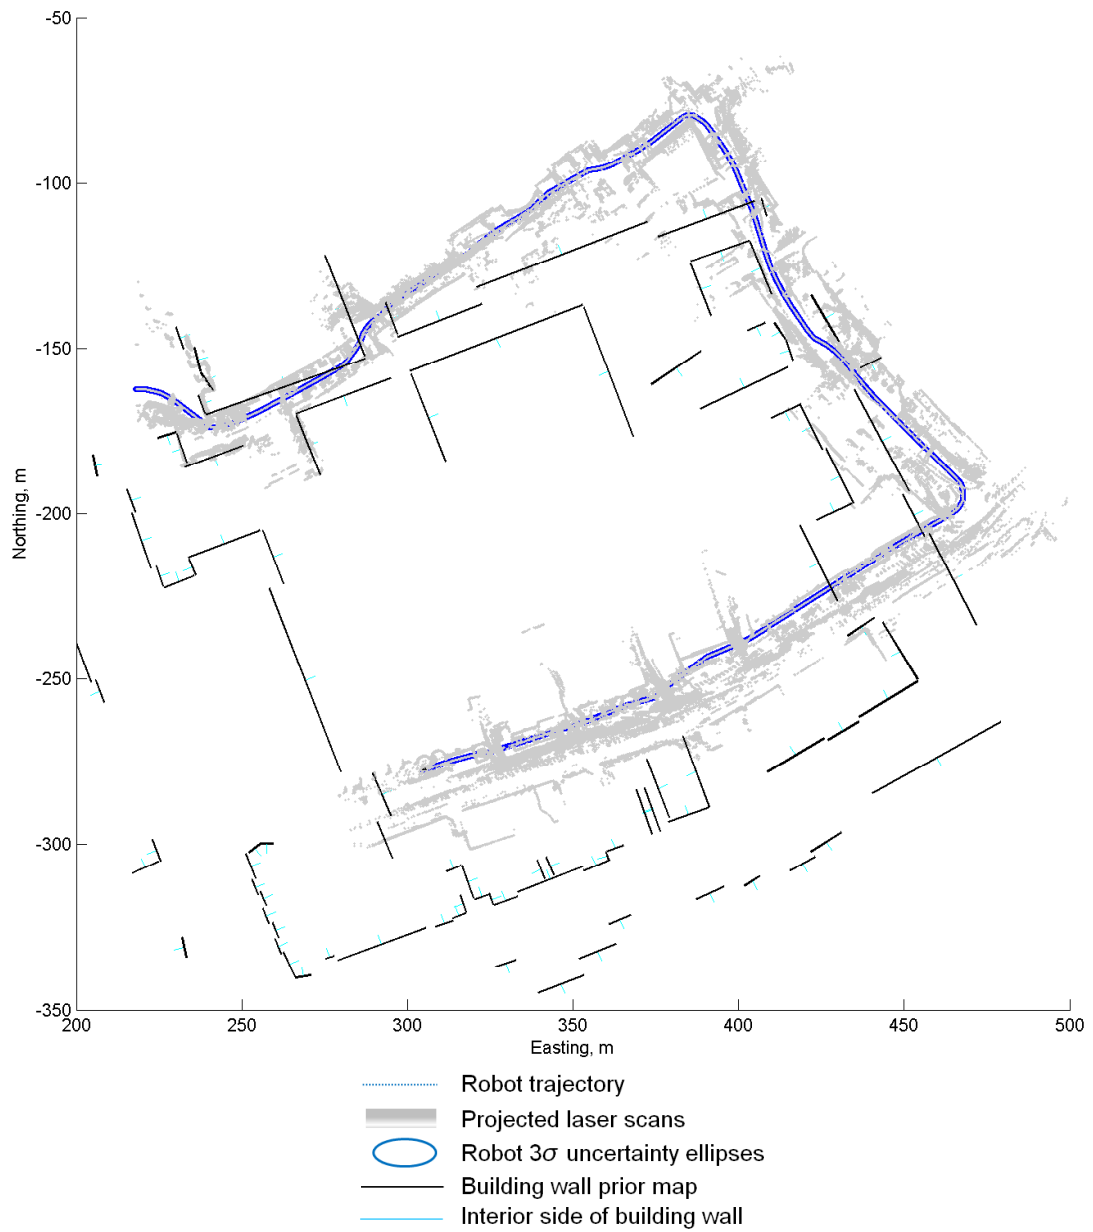 -50
-100
-150
-200
-250
-300
-350
Northing, m
200
250
300
350
400
450
500
Easting, m
Robot trajectory
Projected laser scans
Robot 3σ uncertainty ellipses
Building wall prior map
Interior side of building wall